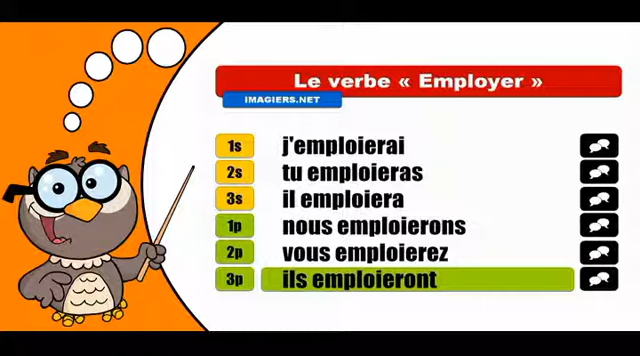 Le verbe « Employer »
IMAGIERS.NET
1s j'emploierai
2s tu emploieras
3s il emploiera
1p nous emploierons
2p vous emploierez
3p ils emploieront